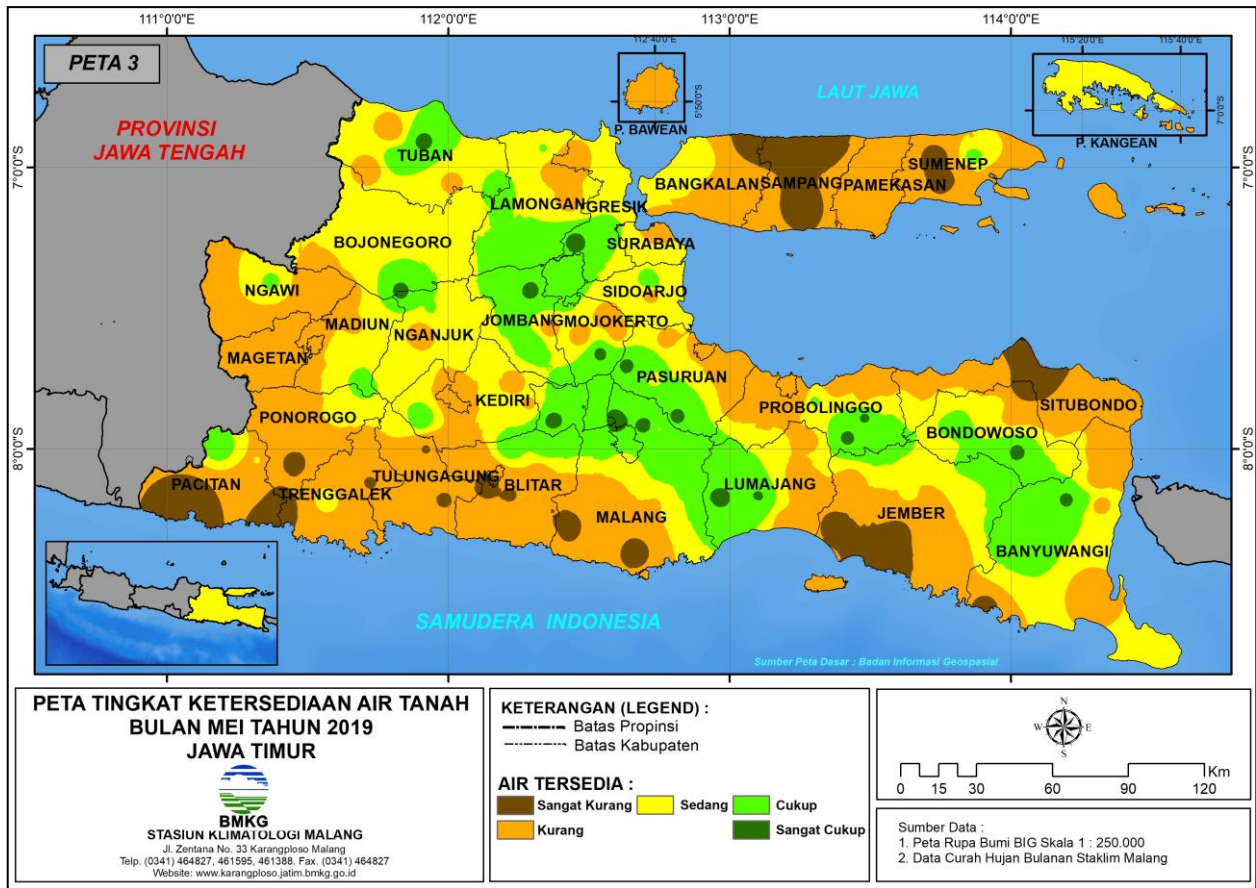 111°0'0"E
112°0'0"E
113°0'0"E
114°0'0"E
PETA 3
112°40'0"E
115°20'0"E
115°40'0"E
LAUT JAWA
5°50'0"S
7°0'0"S
P. BAWEAN
P. KANGEAN
PROVINSI
JAWA TENGAH
7°0'0"S
7°0'0"S
TUBAN
SUMENEP
BANGKALAN
SAMPANG
PAMEKASAN
LAMONGAN
GRESIK
BOJONEGORO
SURABAYA
NGAWI
SIDOARJO
MADIUN
NGANJUK
JOMBANG
MOJOKERTO
MAGETAN
PASURUAN
KEDIRI
PROBOLINGGO
SITUBONDO
PONOROGO
BONDOWOSO
8°0'0"S
8°0'0"S
PACITAN
TRENGGALEK
TULUNGAGUNG
BLITAR
LUMAJANG
MALANG
JEMBER
BANYUWANGI
SAMUDERA INDONESIA
Sumber Peta Dasar : Badan Informasi Geospasial
PETA TINGKAT KETERSEDIAAN AIR TANAH
BULAN MEI TAHUN 2019
JAWA TIMUR
BMKG
STASIUN KLIMATOLOGI MALANG
Jl. Zentana No. 33 Karangploso Malang
Telp. (0341) 464827, 461595, 461388. Fax. (0341) 464827
Website: www.karangploso.jatim.bmkg.go.id
KETERANGAN (LEGEND) :
Batas Propinsi
Batas Kabupaten
AIR TERSEDIA :
Sangat Kurang
Sedang
Cukup
Kurang
Sangat Cukup
N
W E
S
Km
0 15 30 60 90 120
Sumber Data :
1. Peta Rupa Bumi BIG Skala 1 : 250.000
2. Data Curah Hujan Bulanan Staklim Malang